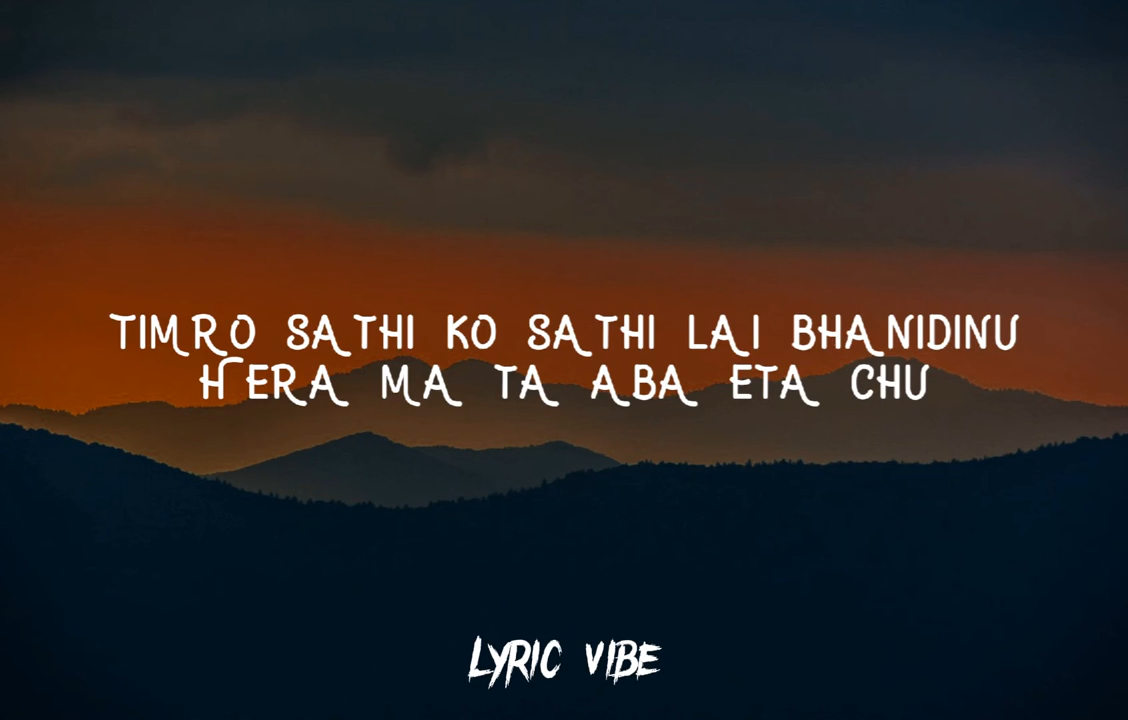 TIMRO SATHI KO SATHI LAI BHANIDINU
HERA MA TA ABA ETA CHU
LYRIC VIBE